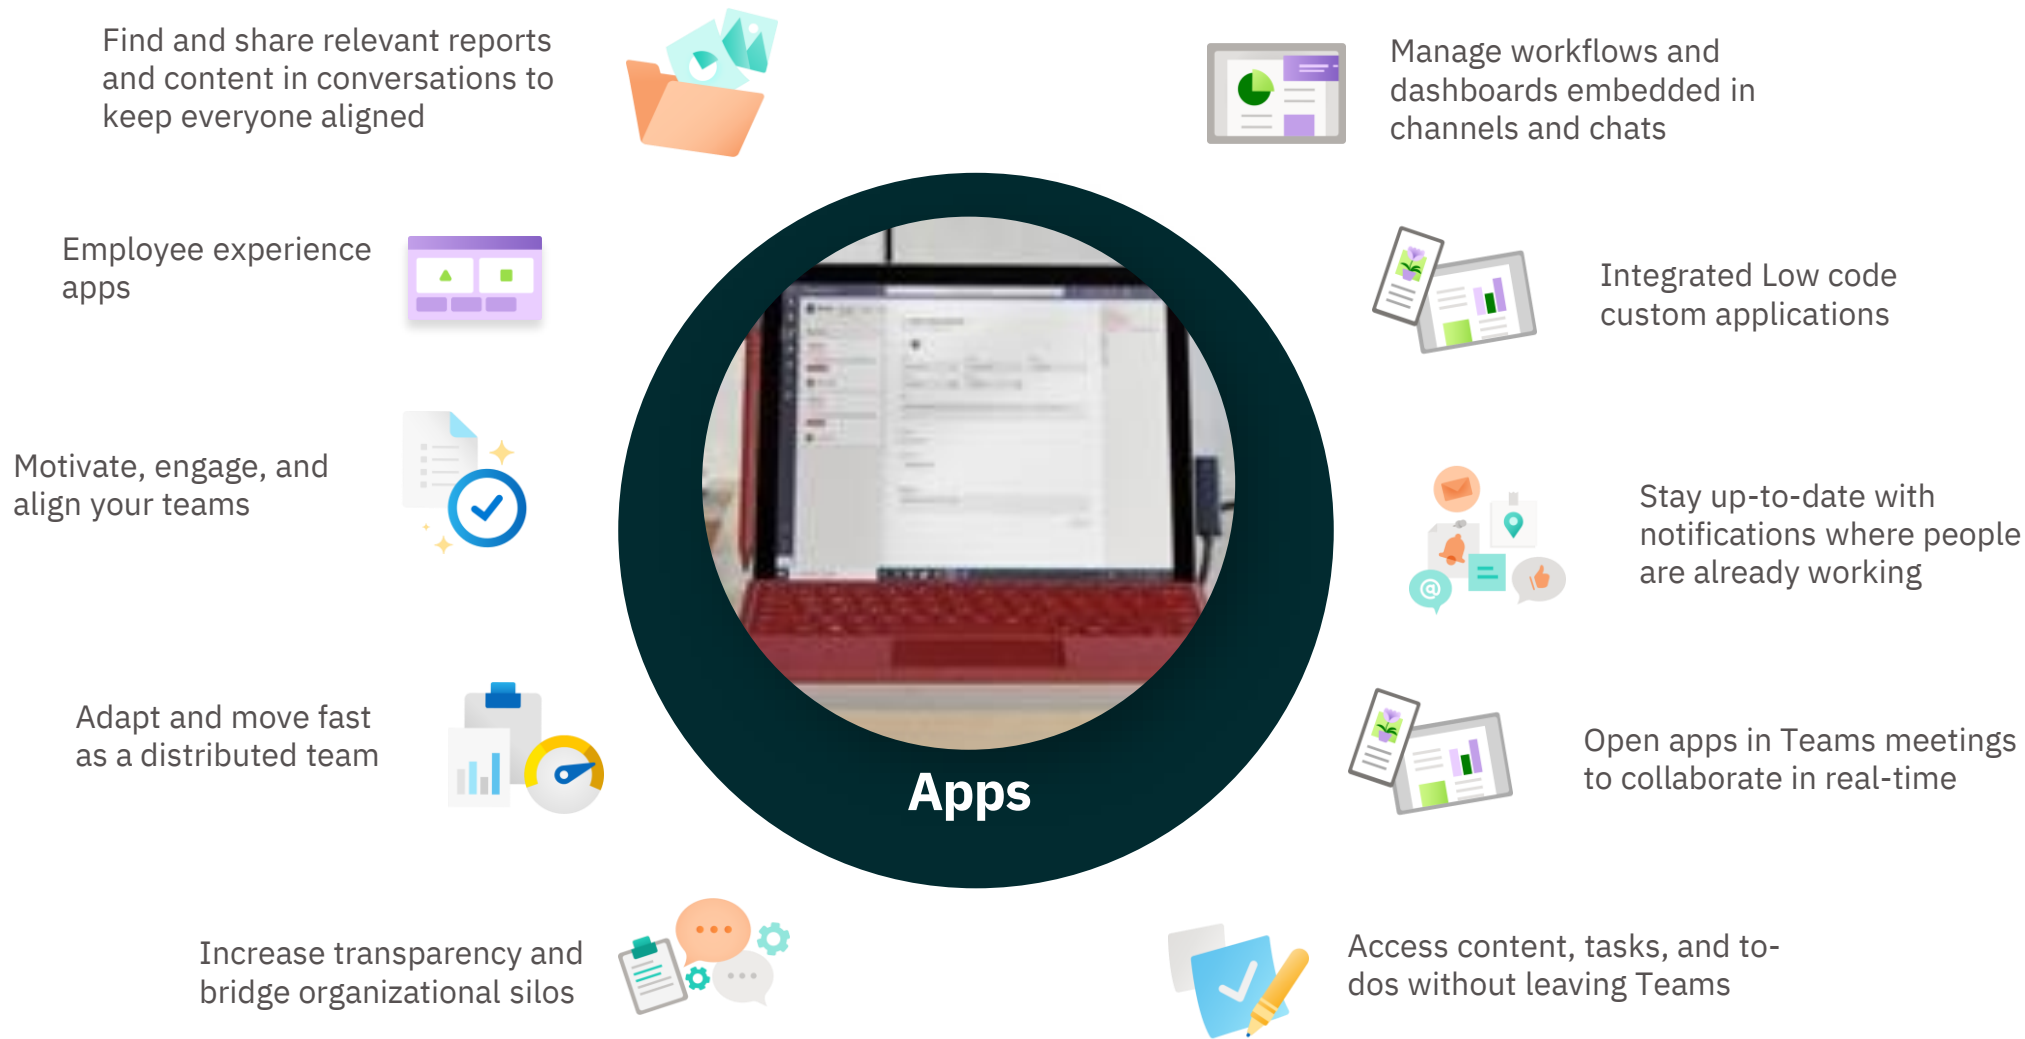 Find and share relevant reports
and content in conversations to
keep everyone aligned
Employee experience
apps
Motivate, engage, and
align your teams
Adapt and move fast
as a distributed team
Increase transparency and
bridge organizational silos
Apps
Manage workflows and
dashboards embedded in
channels and chats
Integrated Low code
custom applications
Stay up-to-date with
notifications where people
are already working
@
Open apps in Teams meetings
to collaborate in real-time
Access content, tasks, and to-
dos without leaving Teams